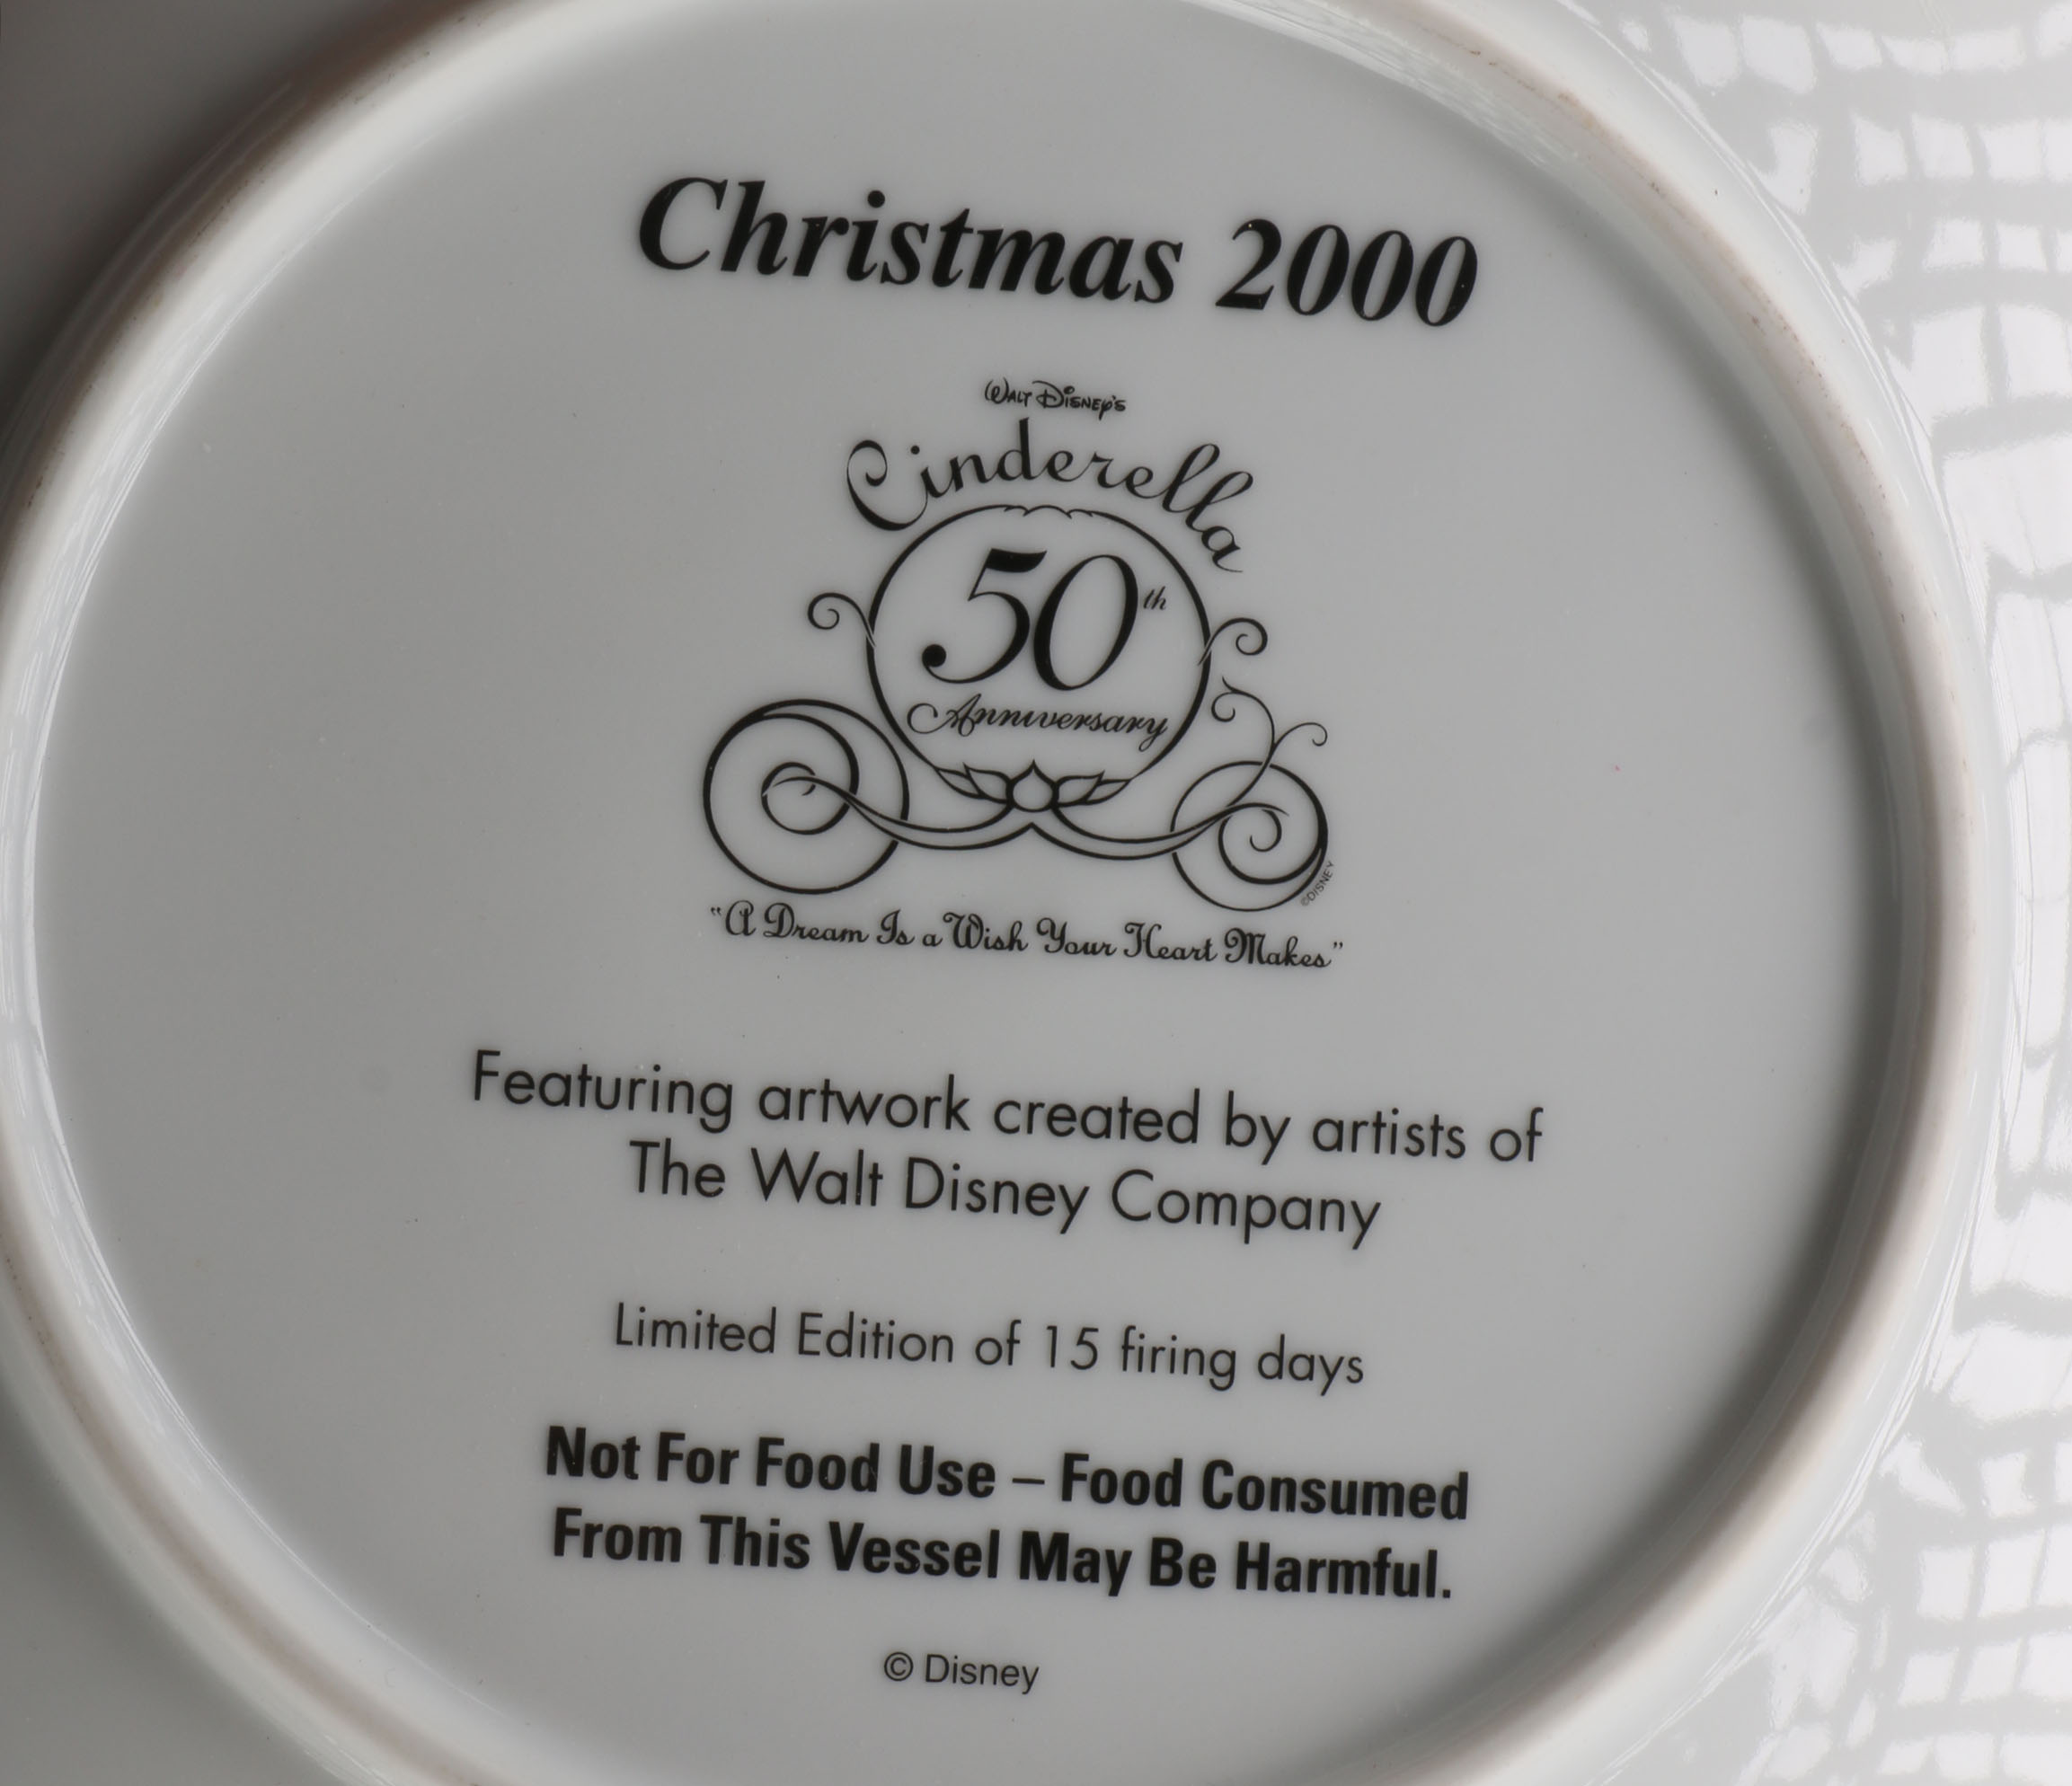 Christmas 2000
Walt Disney's
Cinderella
50th
Anniversary
©DISNEY
"A Dream Is a Wish Your Heart Makes"
Featuring artwork created by artists of
The Walt Disney Company
Limited Edition of 15 firing days
Not For Food Use – Food Consumed
From This Vessel May Be Harmful.
© Disney